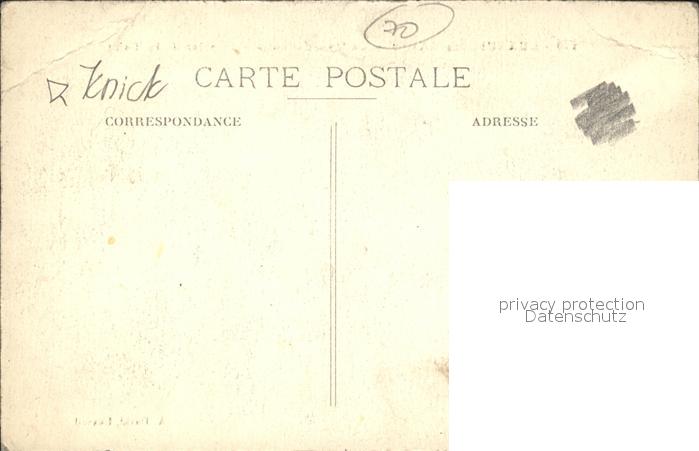 70
Knick
CARTE POSTALE
CORRESPONDANCE
ADRESSE
privacy protection
Datenschutz